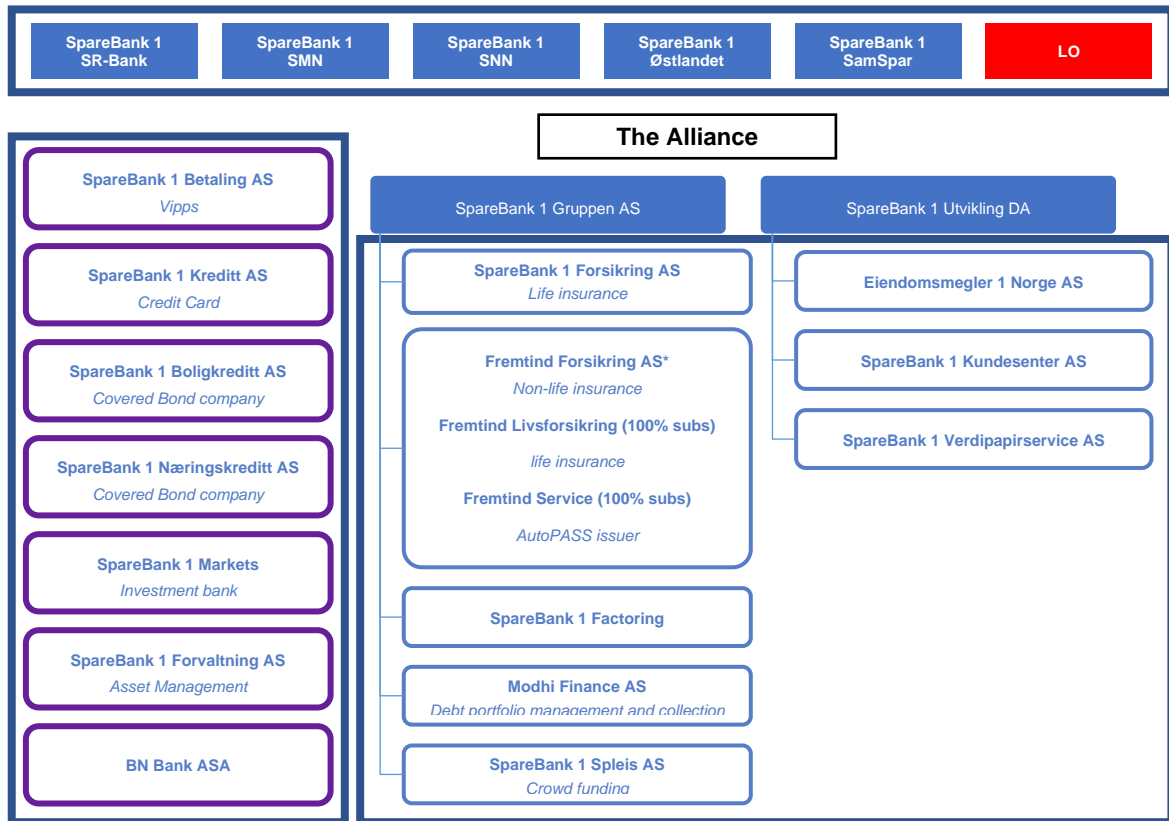 SpareBank 1
SR-Bank
SpareBank 1
SMN
SpareBank 1
SNN
SpareBank 1
Østlandet
SpareBank 1
SamSpar
LO
The Alliance
SpareBank 1 Betaling AS
Vipps
SpareBank 1 Kreditt AS
Credit Card
SpareBank 1 Boligkreditt AS
Covered Bond company
SpareBank 1 Næringskreditt AS
Covered Bond company
SpareBank 1 Markets
Investment bank
SpareBank 1 Forvaltning AS
Asset Management
BN Bank ASA
SpareBank 1 Gruppen AS
SpareBank 1 Forsikring AS
Life insurance
Fremtind Forsikring AS*
Non-life insurance
Fremtind Livsforsikring (100% subs)
life insurance
Fremtind Service (100% subs)
AutoPASS issuer
SpareBank 1 Factoring
Modhi Finance AS
Debt portfolio management and collection
SpareBank 1 Spleis AS
Crowd funding
SpareBank 1 Utvikling DA
Eiendomsmegler 1 Norge AS
SpareBank 1 Kundesenter AS
SpareBank 1 Verdipapirservice AS